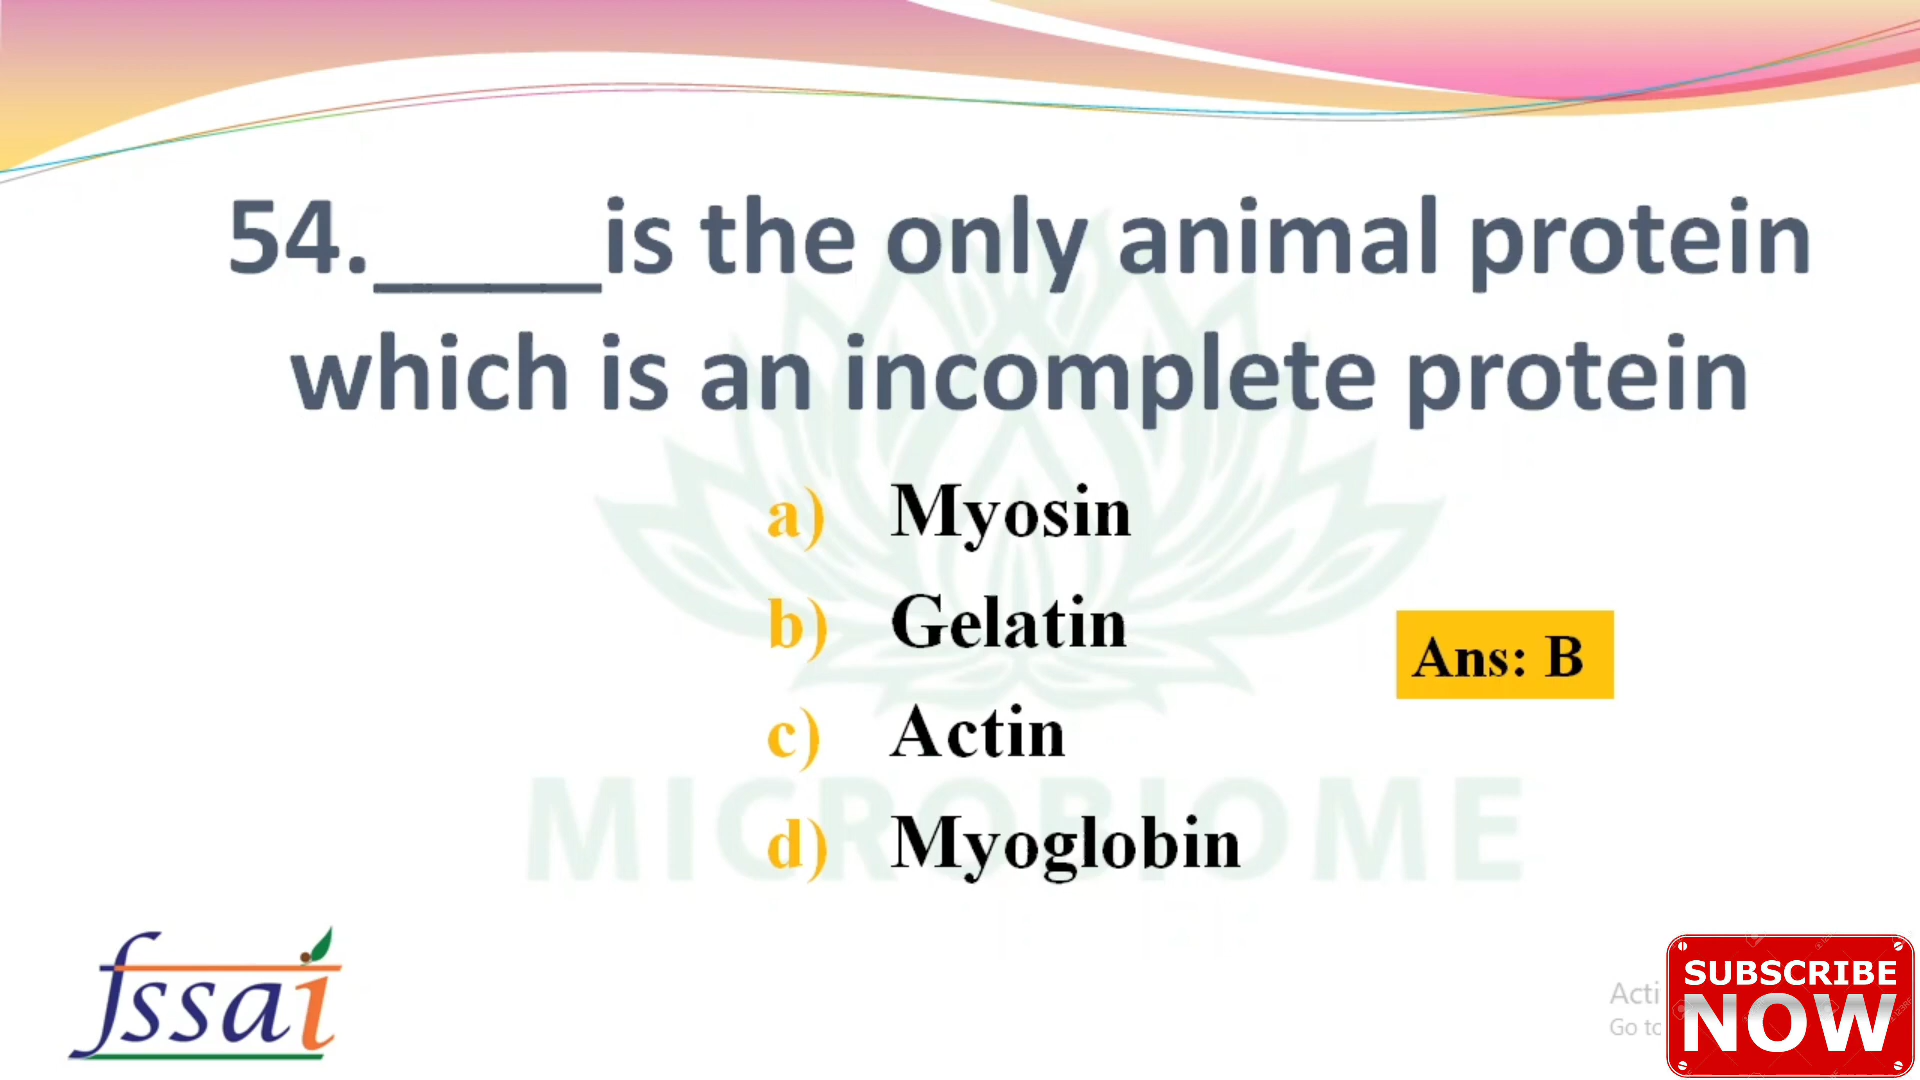 54.____is the only animal protein
which is an incomplete protein
a) Myosin
b) Gelatin
Ans: B
c) Actin
d) Myoglobin
MICROBIOME
fssai
Acti
Go to
SUBSCRIBE
NOW